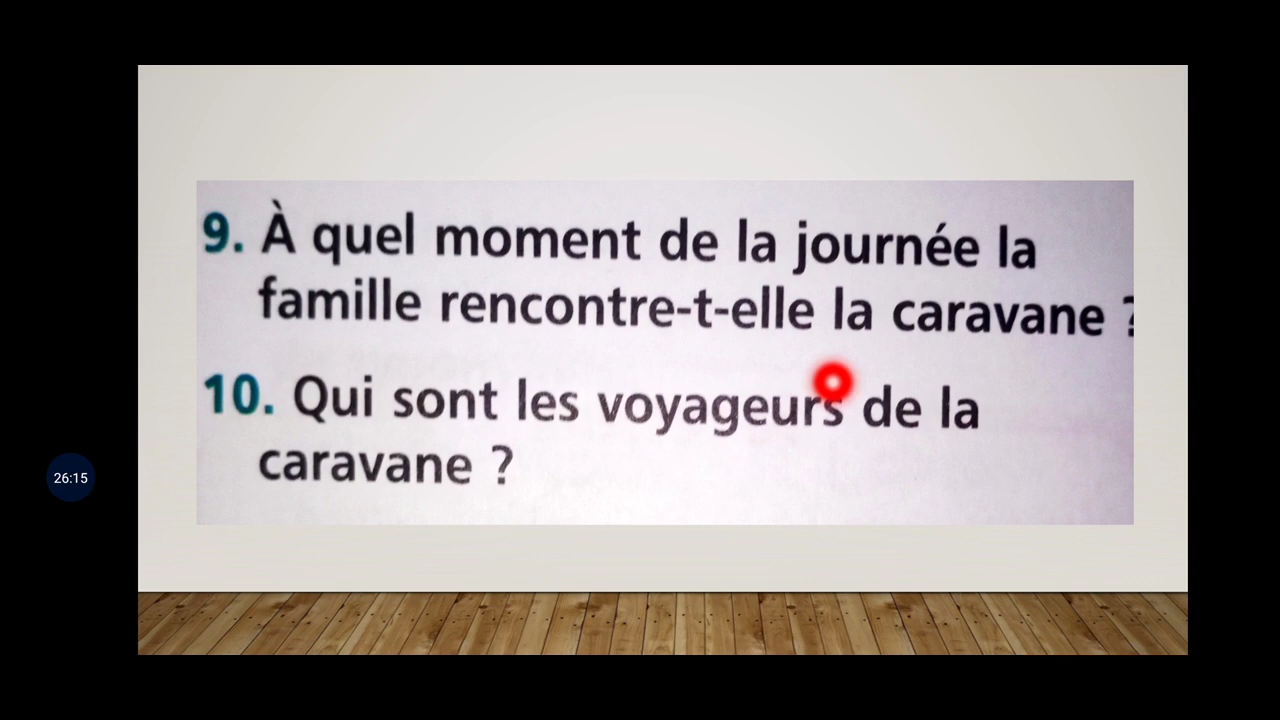 9. À quel moment de la journée la
famille rencontre-t-elle la caravane ?
10. Qui sont les voyageurs de la
caravane ?
26:15